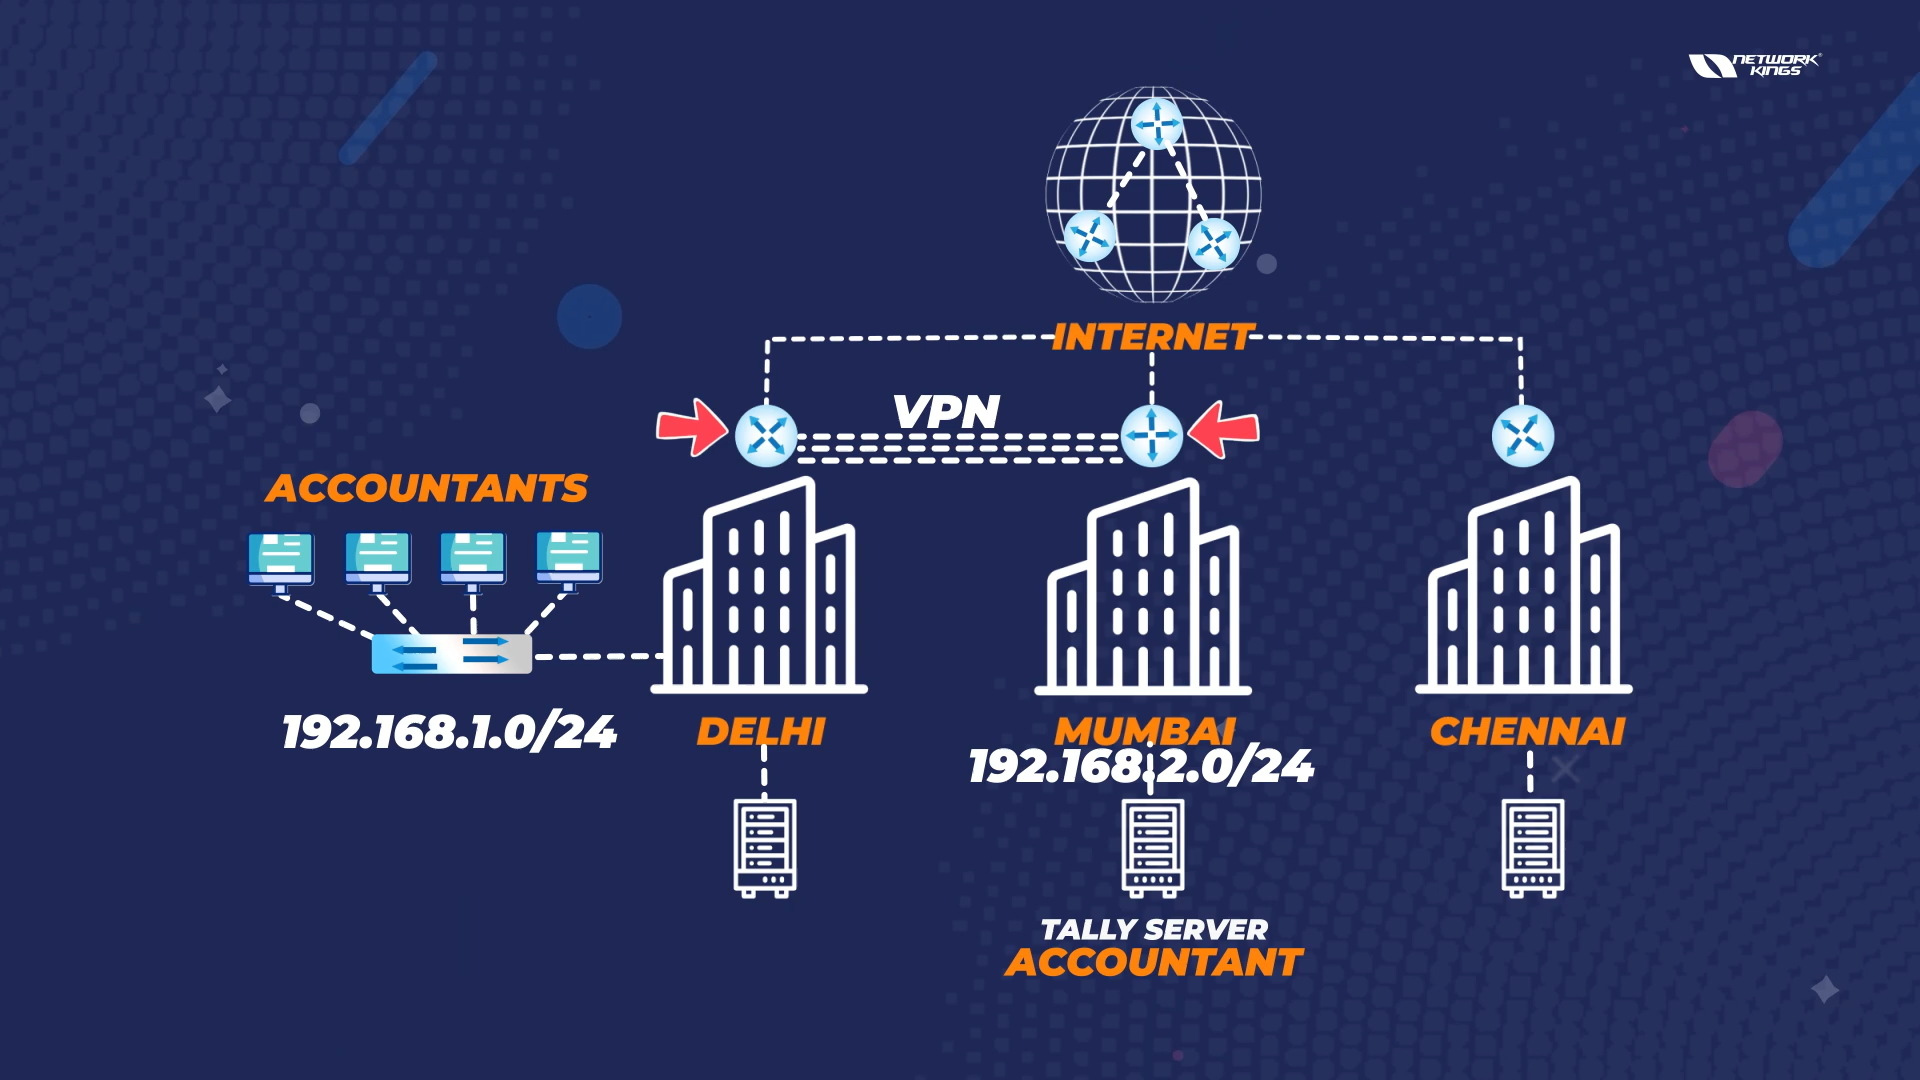 NETWORK
KINGS
INTERNET
VPN
ACCOUNTANTS
192.168.1.0/24
DELHI
MUMBAI
CHENNAI
192.168.2.0/24
TALLY SERVER
ACCOUNTANT